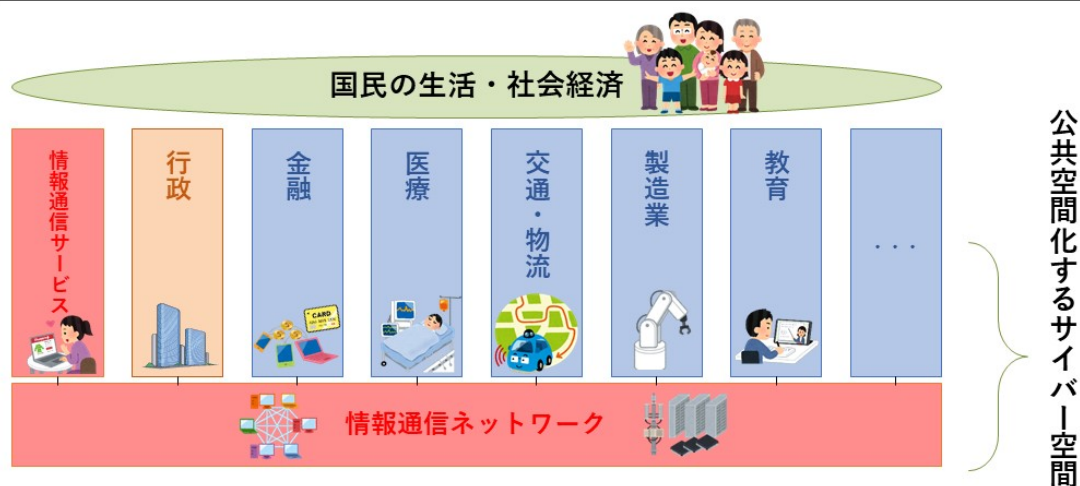 国民の生活・社会経済
情報通信サービス
行政
金融
医療
交通・物流
製造業
教育
・・・
CARD
情報通信ネットワーク
公共空間化するサイバー空間